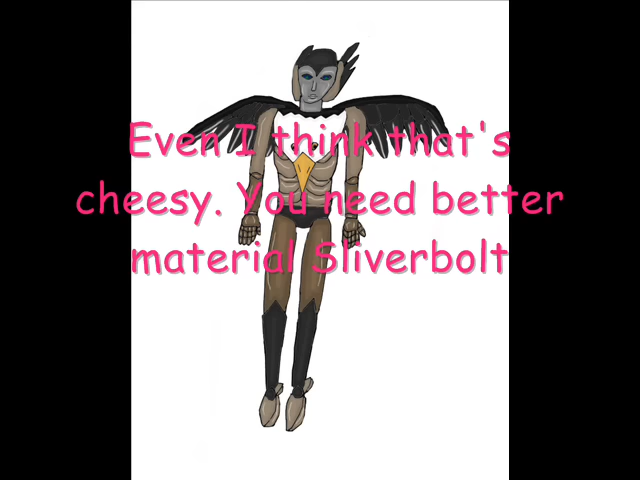 Even I think that's
cheesy. You need better
material Sliverbolt